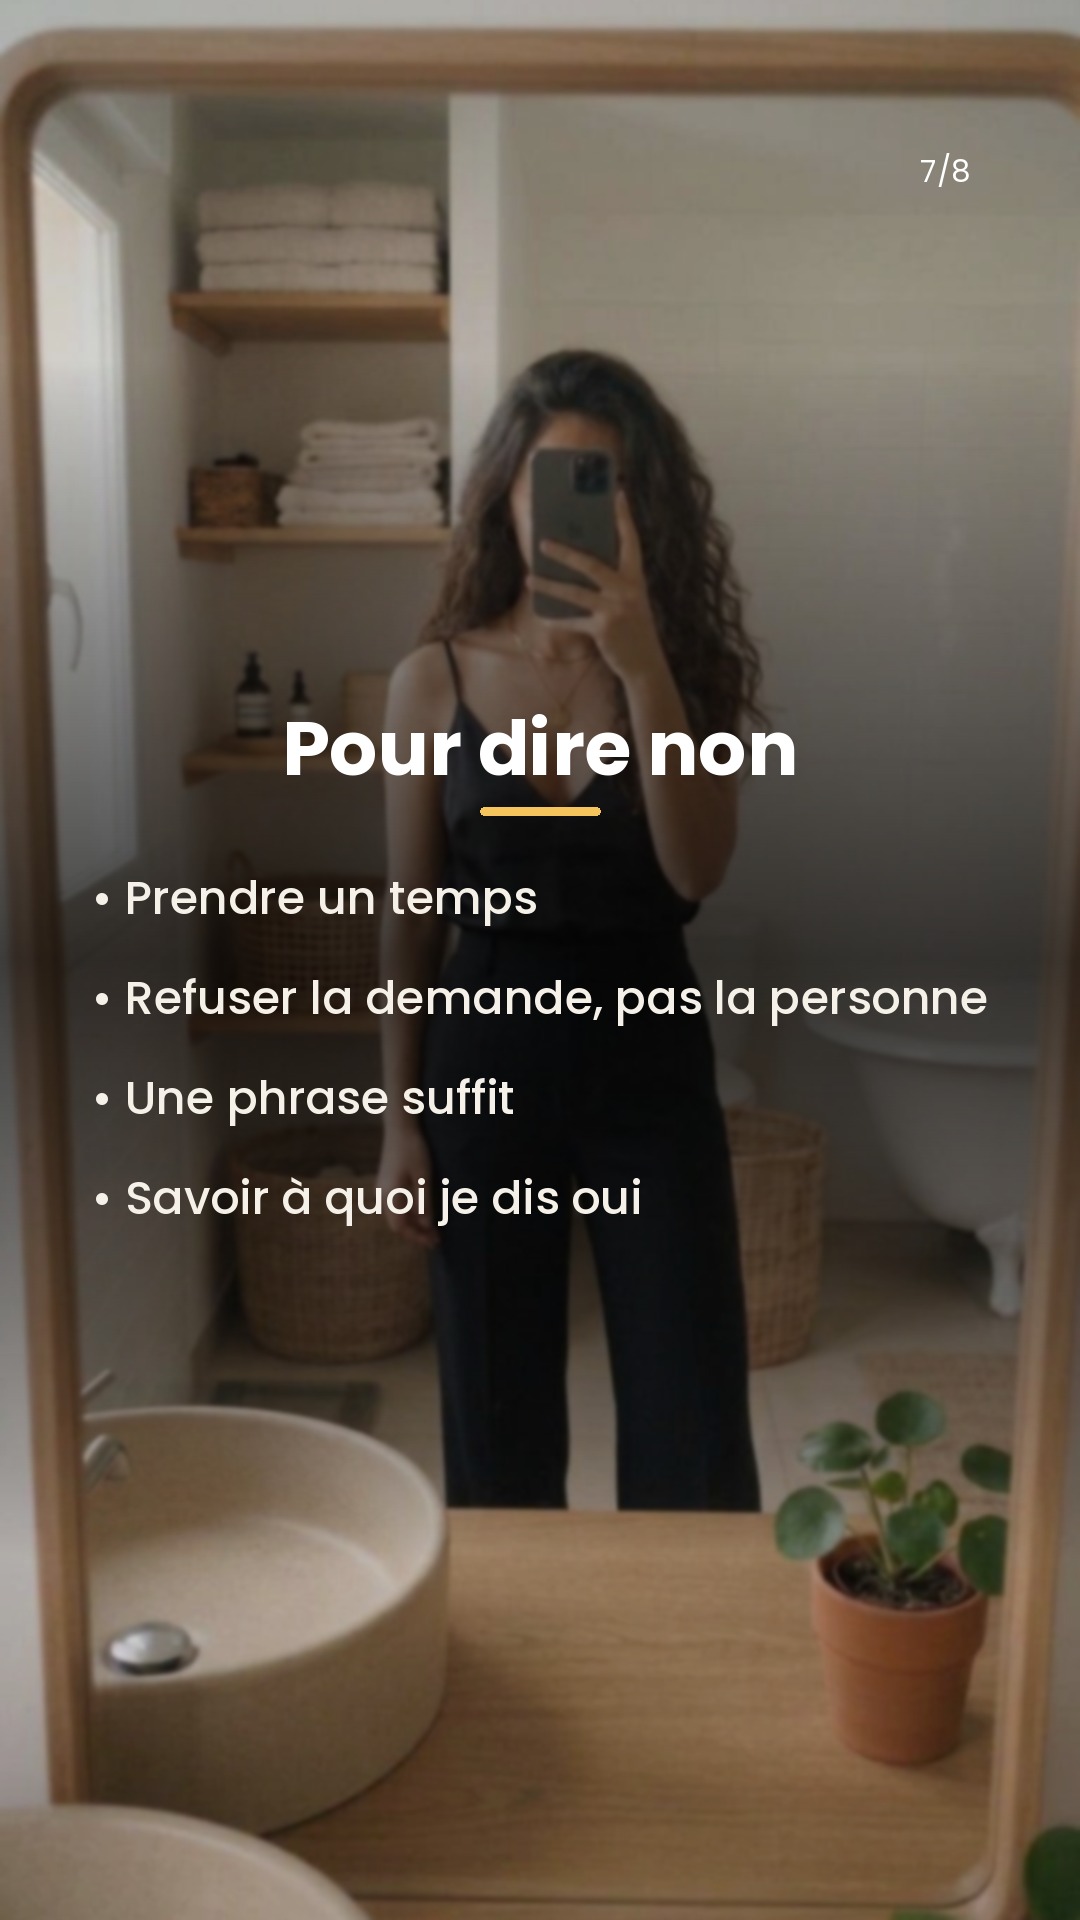 7/8
Pour dire non
• Prendre un temps
• Refuser la demande, pas la personne
• Une phrase suffit
• Savoir à quoi je dis oui